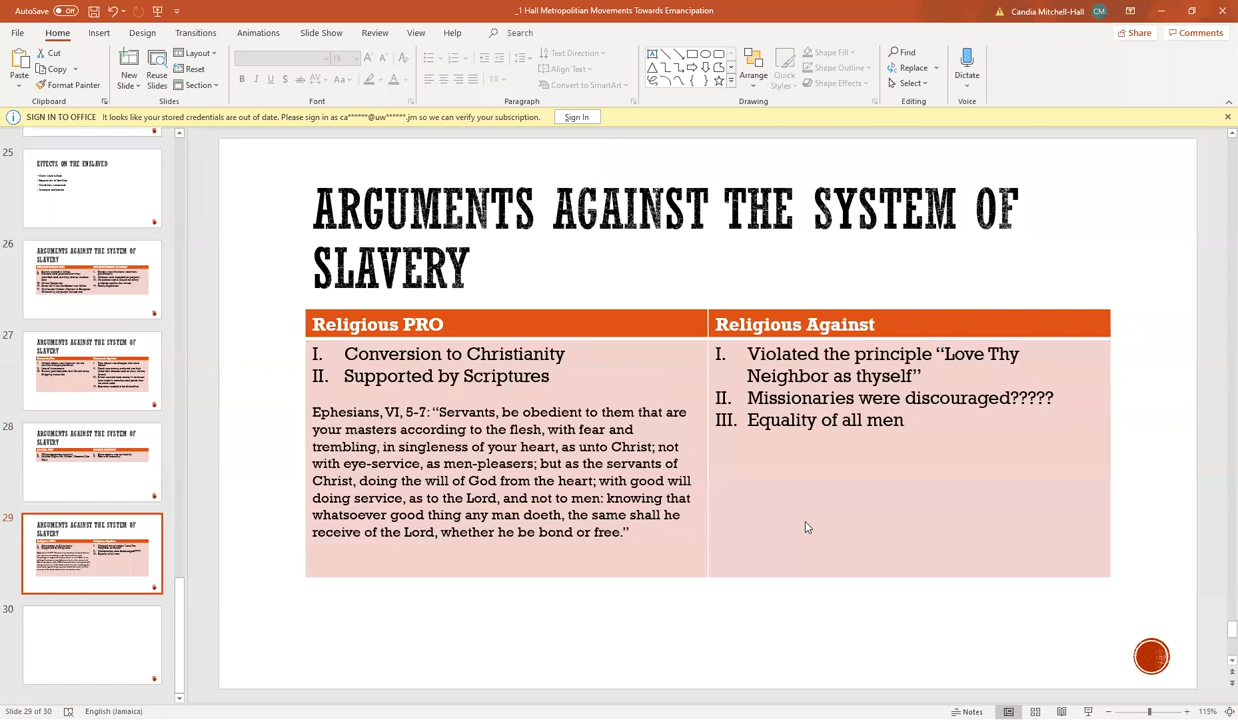 AutoSave Off
_1 Hall Metropolitan Movements Towards Emancipation
Candia Mitchell-Hall CM
File Home Insert Design Transitions Animations Slide Show Review View Help Search
Share Comments
Paste
Cut
Copy
Format Painter
Clipboard
New Slide
Reuse Slides
Layout
Reset
Section
Slides
18
Font
Text Direction
Align Text
Convert to SmartArt
Paragraph
Arrange
Quick Styles
Shape Fill
Shape Outline
Shape Effects
Drawing
Find
Replace
Select
Editing
Dictate
Voice
SIGN IN TO OFFICE It looks like your stored credentials are out of date. Please sign in as ca******@uw******.jm so we can verify your subscription. Sign In
25
EFFECTS ON THE ENSLAVED
26
ARGUMENTS AGAINST THE SYSTEM OF
SLAVERY
27
ARGUMENTS AGAINST THE SYSTEM OF
SLAVERY
28
ARGUMENTS AGAINST THE SYSTEM OF
SLAVERY
29
ARGUMENTS AGAINST THE SYSTEM OF
SLAVERY
30
ARGUMENTS AGAINST THE SYSTEM OF
SLAVERY
Religious PRO
I. Conversion to Christianity
II. Supported by Scriptures
Ephesians, VI, 5-7: “Servants, be obedient to them that are
your masters according to the flesh, with fear and
trembling, in singleness of your heart, as unto Christ; not
with eye-service, as men-pleasers; but as the servants of
Christ, doing the will of God from the heart; with good will
doing service, as to the Lord, and not to men: knowing that
whatsoever good thing any man doeth, the same shall he
receive of the Lord, whether he be bond or free.”
Religious Against
I. Violated the principle “Love Thy
Neighbor as thyself”
II. Missionaries were discouraged?????
III. Equality of all men
Slide 29 of 30
English (Jamaica)
Notes
115%